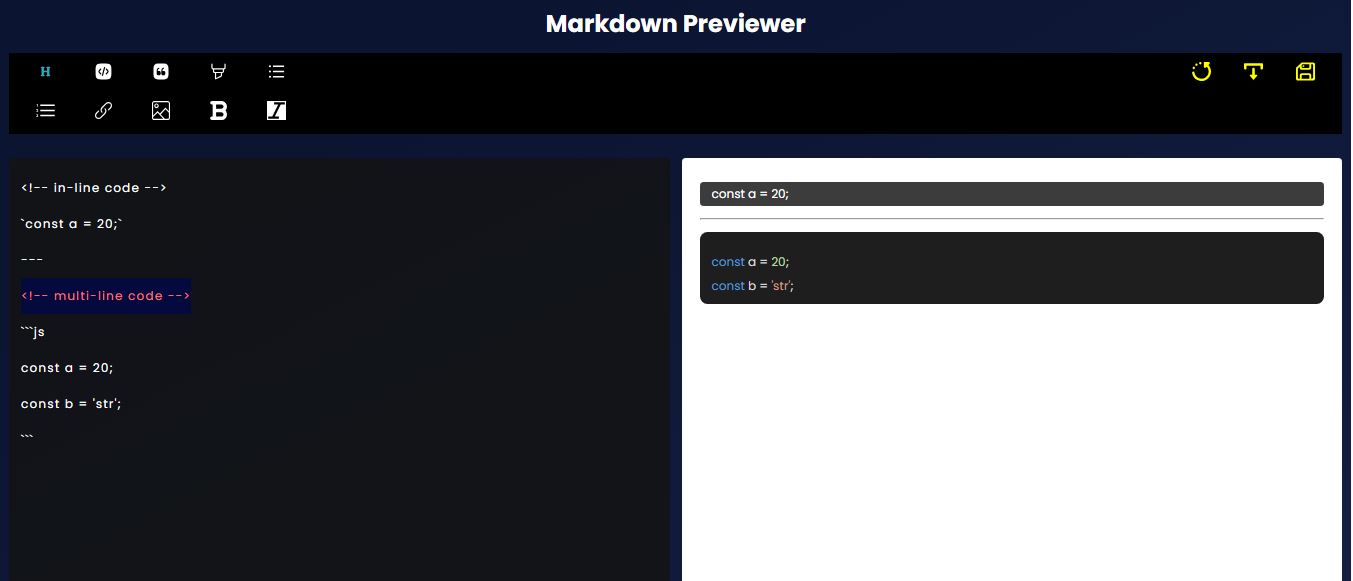 Markdown Previewer
H
B
I
<!-- in-line code -->
`const a = 20;`
---
<!-- multi-line code -->
```js
const a = 20;
const b = 'str';
```
const a = 20;
const a = 20;
const b = 'str';